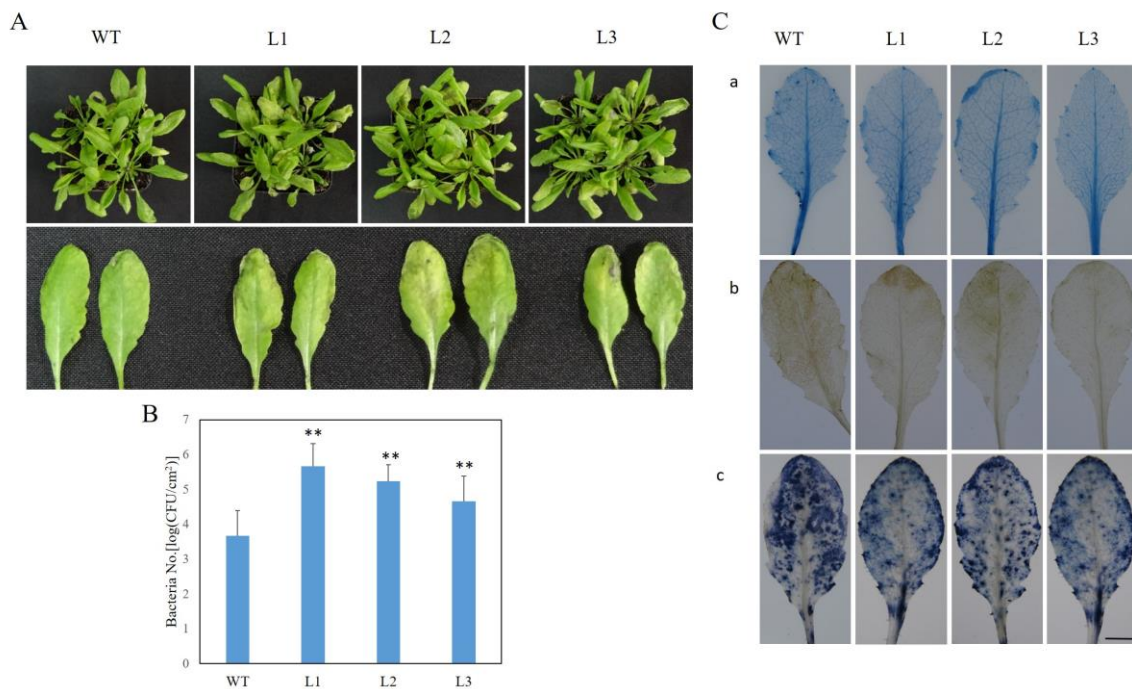 A
WT L1 L2 L3
B
Bacteria No.[log(CFU/cm²)]
7
6
5
4
3
2
1
0
** ** **
WT L1 L2 L3
C
WT L1 L2 L3
a
b
c